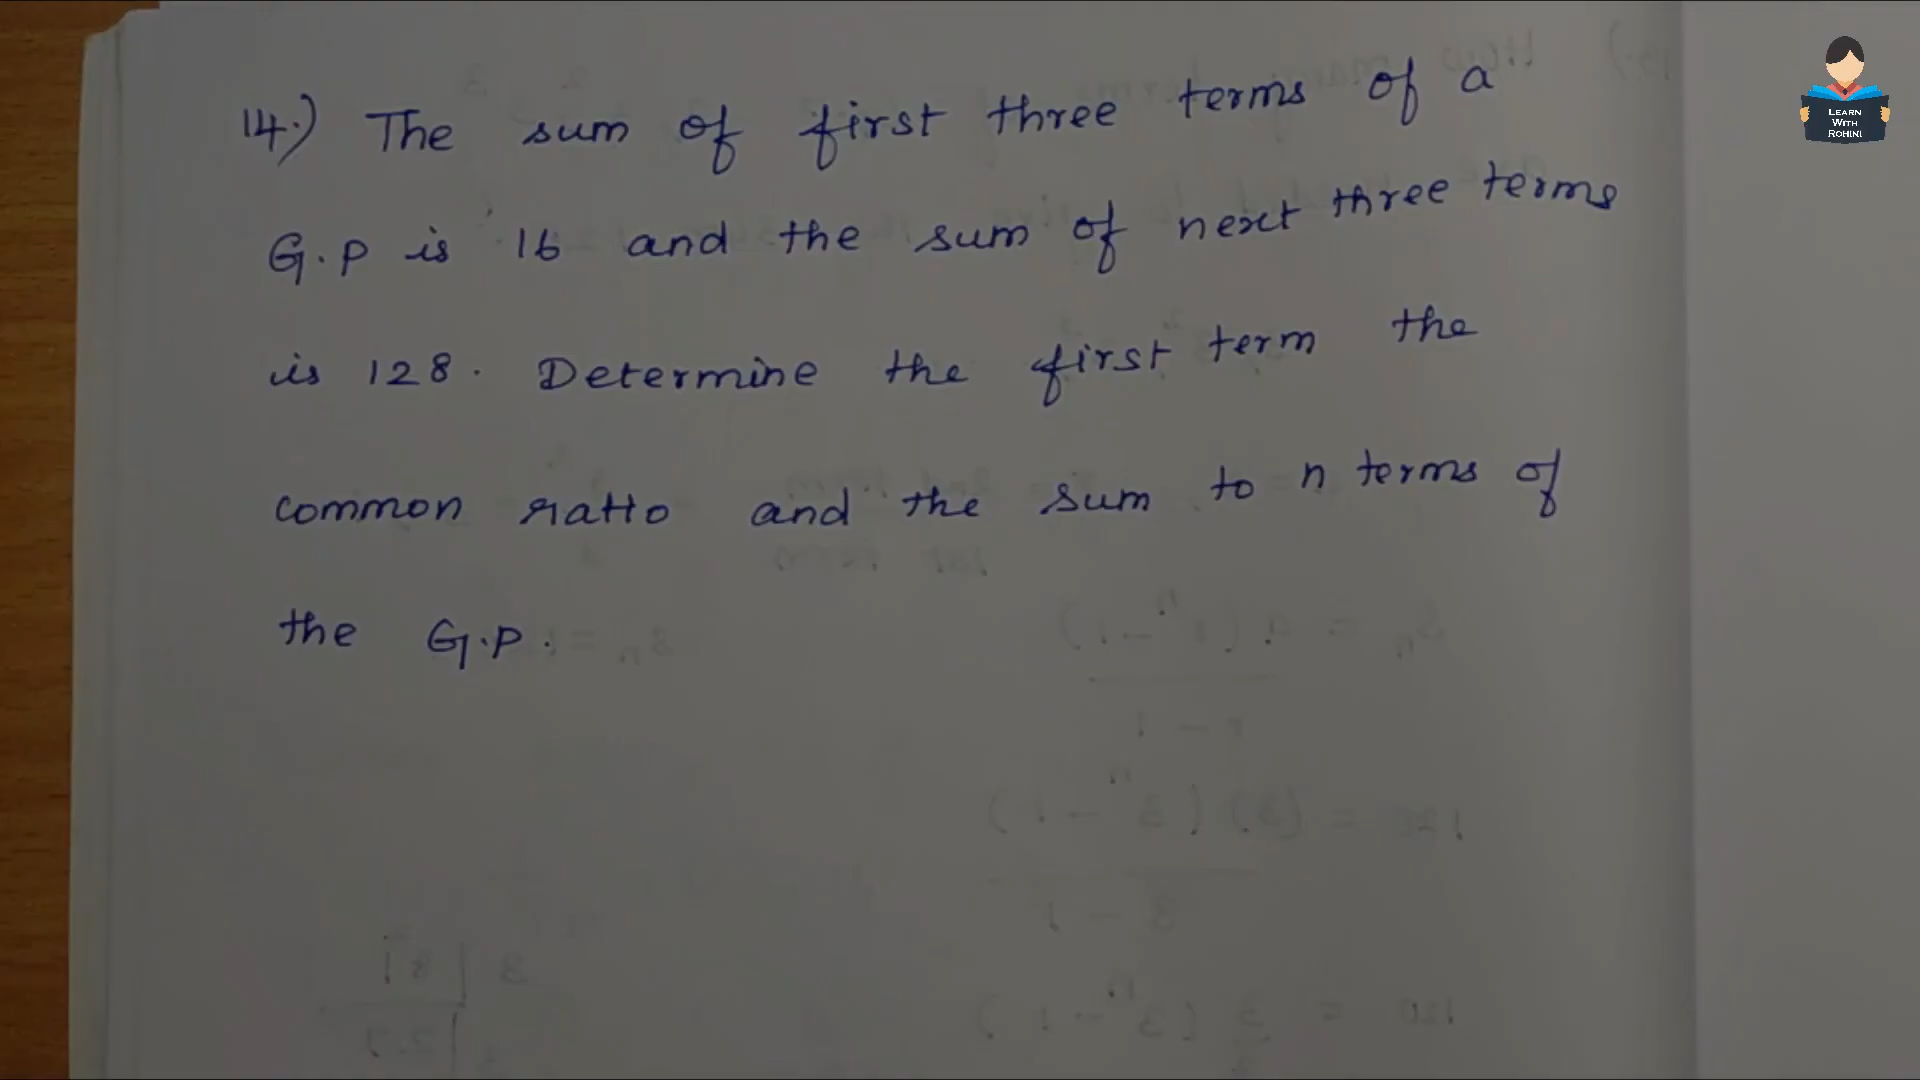 14.) The sum of first three terms of a
G.P is 16 and the sum of next three terms
is 128. Determine the first term the
common ratio and the sum to n terms of
the G.P.
LEARN
WITH
ROHINI